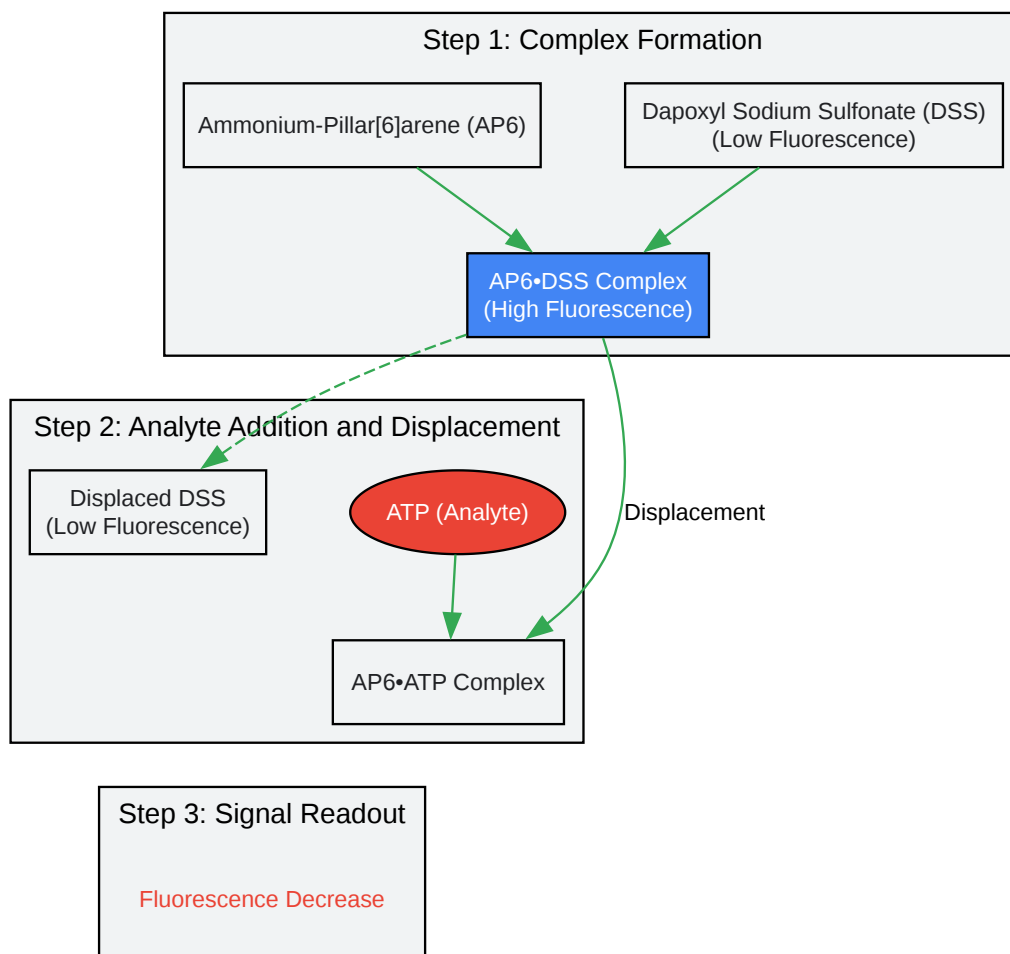 Step 1: Complex Formation
Ammonium-Pillar[6]arene (AP6)
Dapoxyl Sodium Sulfonate (DSS)
(Low Fluorescence)
AP6•DSS Complex
(High Fluorescence)
Step 2: Analyte Addition and Displacement
Displaced DSS
(Low Fluorescence)
ATP (Analyte)
Displacement
AP6•ATP Complex
Step 3: Signal Readout
Fluorescence Decrease